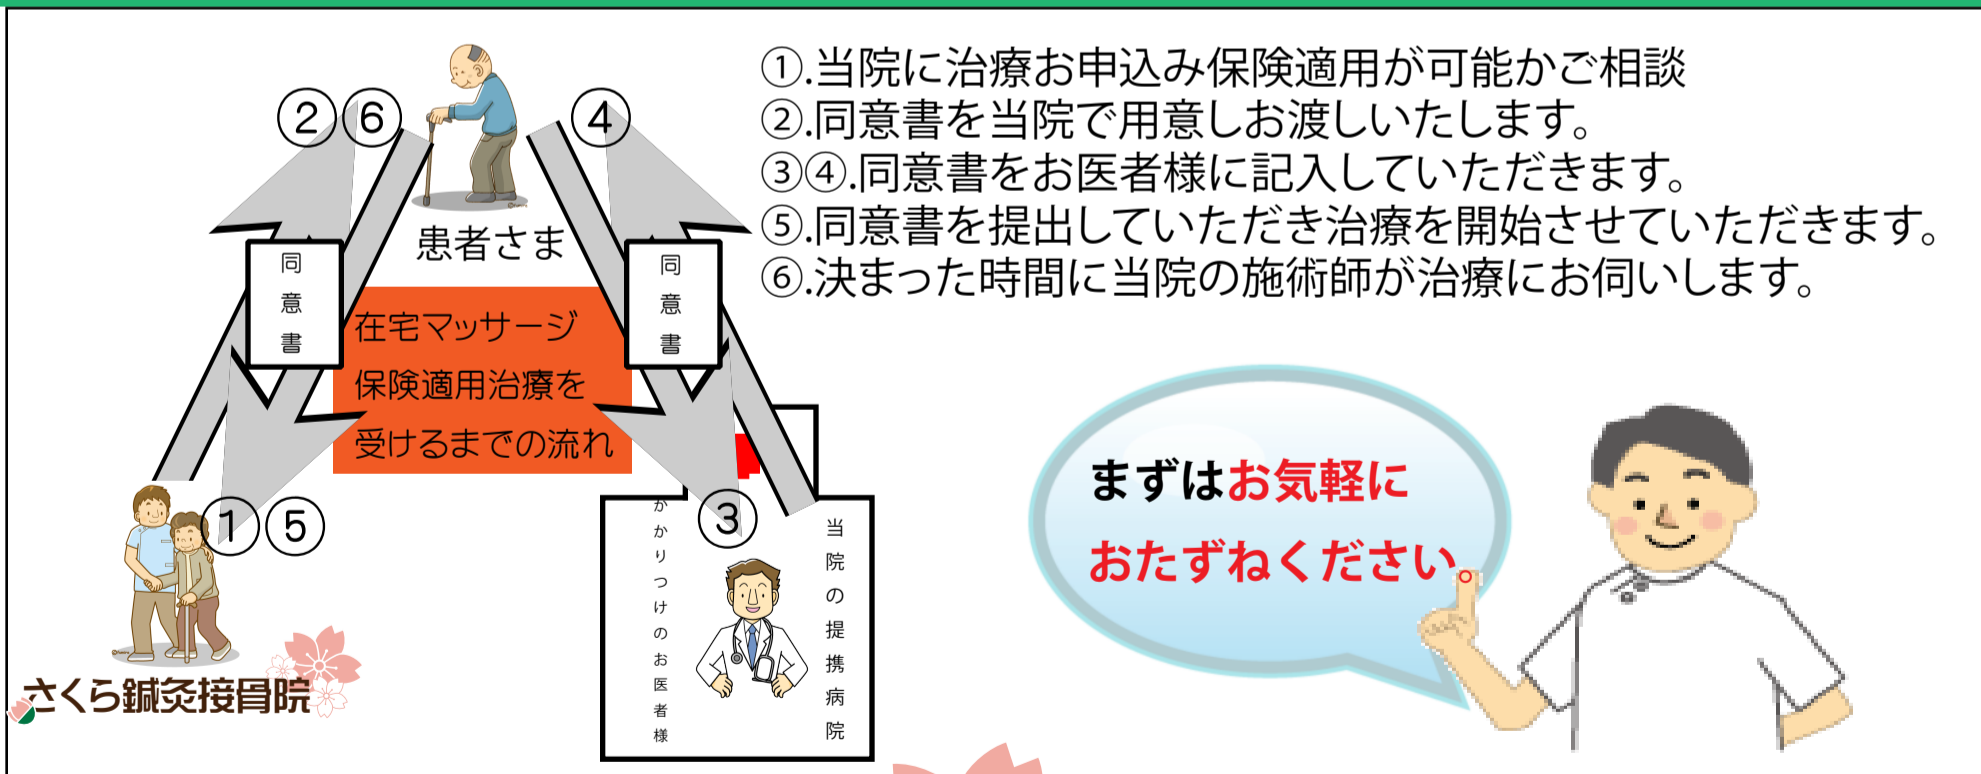 ①.当院に治療お申込み保険適用が可能かご相談
②.同意書を当院で用意しお渡しいたします。
③④.同意書をお医者様に記入していただきます。
⑤.同意書を提出していただき治療を開始させていただきます。
⑥.決まった時間に当院の施術師が治療にお伺いします。
②⑥
④
患者さま
同意書
同意書
在宅マッサージ
保険適用治療を
受けるまでの流れ
①⑤
③
当院の提携病院
かかりつけのお医者様
さくら鍼灸接骨院
まずはお気軽に
おたずねください。